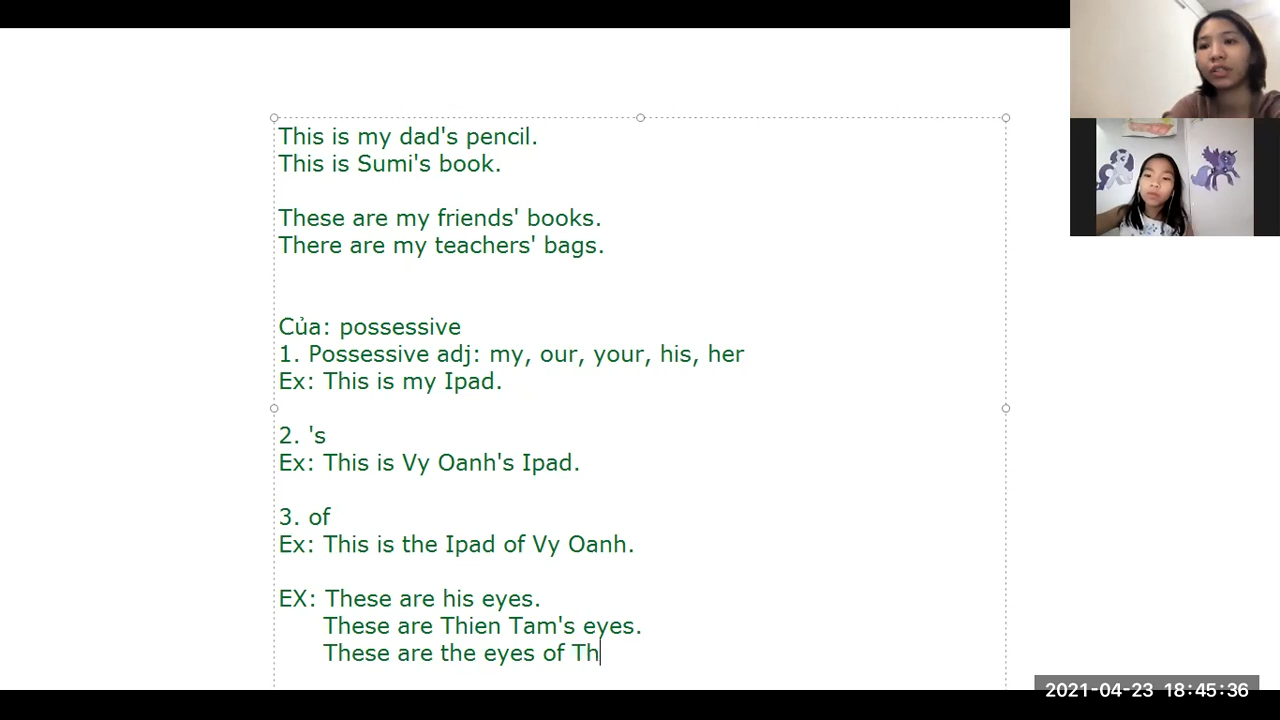 This is my dad's pencil.
This is Sumi's book.
These are my friends' books.
There are my teachers' bags.
Của: possessive
1. Possessive adj: my, our, your, his, her
Ex: This is my Ipad.
2. 's
Ex: This is Vy Oanh's Ipad.
3. of
Ex: This is the Ipad of Vy Oanh.
EX: These are his eyes.
These are Thien Tam's eyes.
These are the eyes of Th
2021-04-23 18:45:36